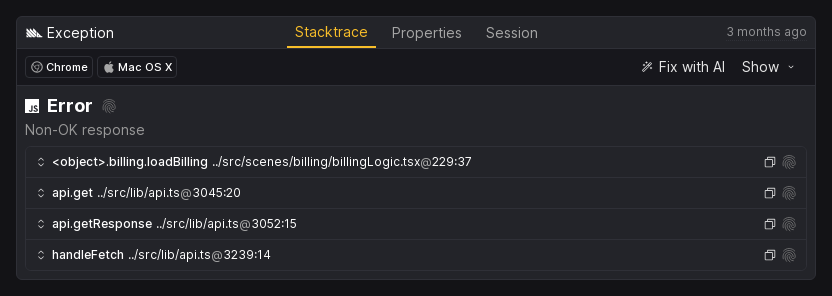 Exception Stacktrace Properties Session 3 months ago
Chrome Mac OS X Fix with AI Show
JS Error
Non-OK response
<object>.billing.loadBilling ../src/scenes/billing/billingLogic.tsx@229:37
api.get ../src/lib/api.ts@3045:20
api.getResponse ../src/lib/api.ts@3052:15
handleFetch ../src/lib/api.ts@3239:14